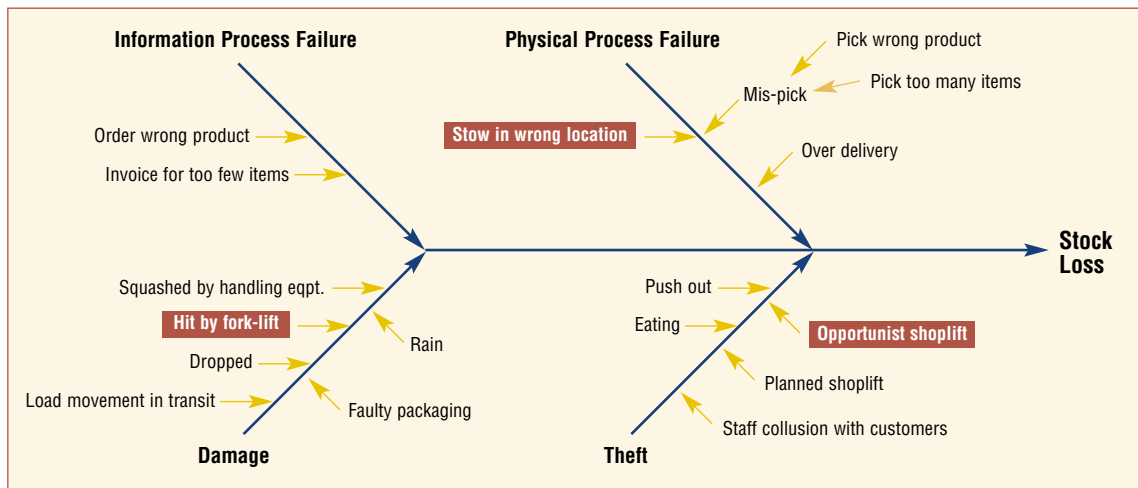 Information Process Failure
Physical Process Failure
Pick wrong product
Pick too many items
Mis-pick
Order wrong product
Stow in wrong location
Over delivery
Invoice for too few items
Stock
Loss
Squashed by handling eqpt.
Push out
Hit by fork-lift
Eating
Opportunist shoplift
Rain
Dropped
Planned shoplift
Load movement in transit
Faulty packaging
Staff collusion with customers
Damage
Theft